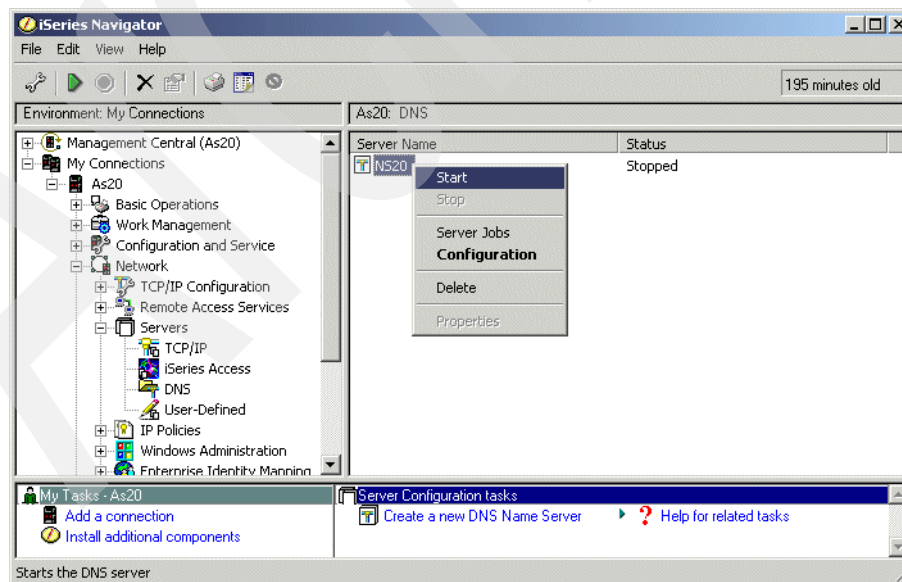 iSeries Navigator
File Edit View Help
195 minutes old
Environment: My Connections
As20: DNS
Management Central (As20)
My Connections
As20
Basic Operations
Work Management
Configuration and Service
Network
TCP/IP Configuration
Remote Access Services
Servers
TCP/IP
iSeries Access
DNS
User-Defined
IP Policies
Windows Administration
Enterprise Identity Mapping
Server Name Status
NS20 Stopped
Start
Stop
Server Jobs
Configuration
Delete
Properties
My Tasks - As20
Add a connection
Install additional components
Server Configuration tasks
Create a new DNS Name Server
Help for related tasks
Starts the DNS server